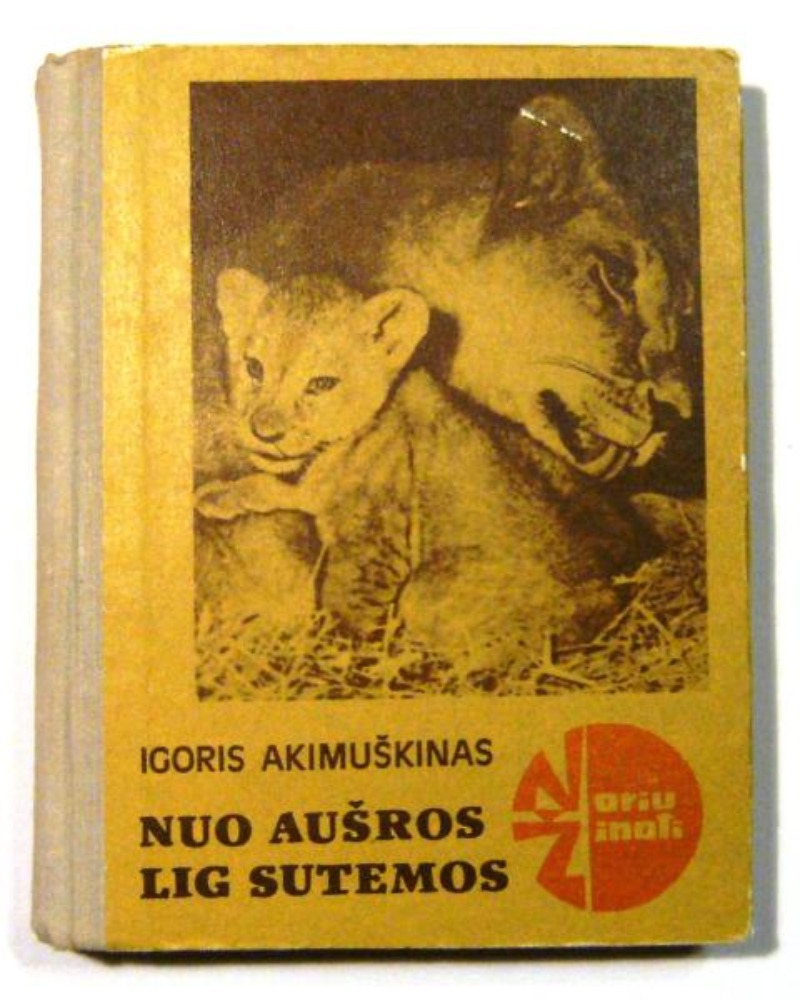 IGORIS AKIMUŠKINAS
NUO AUŠROS
LIG SUTEMOS
Noriu
Žinoti